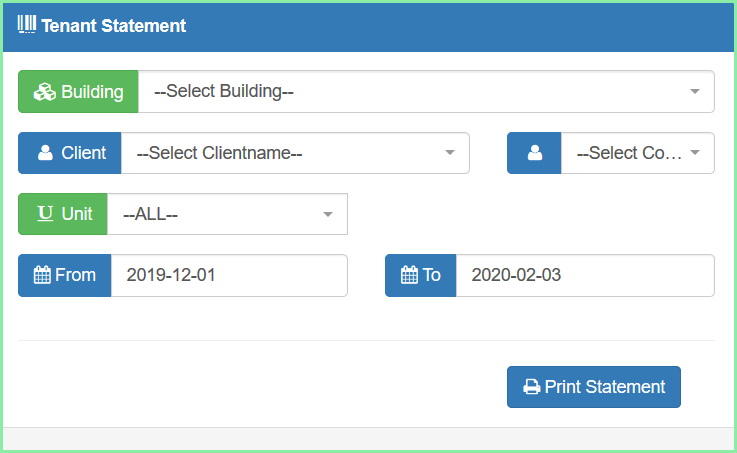 Tenant Statement
Building --Select Building--
Client --Select Clientname-- --Select Co…
Unit --ALL--
From 2019-12-01 To 2020-02-03
Print Statement